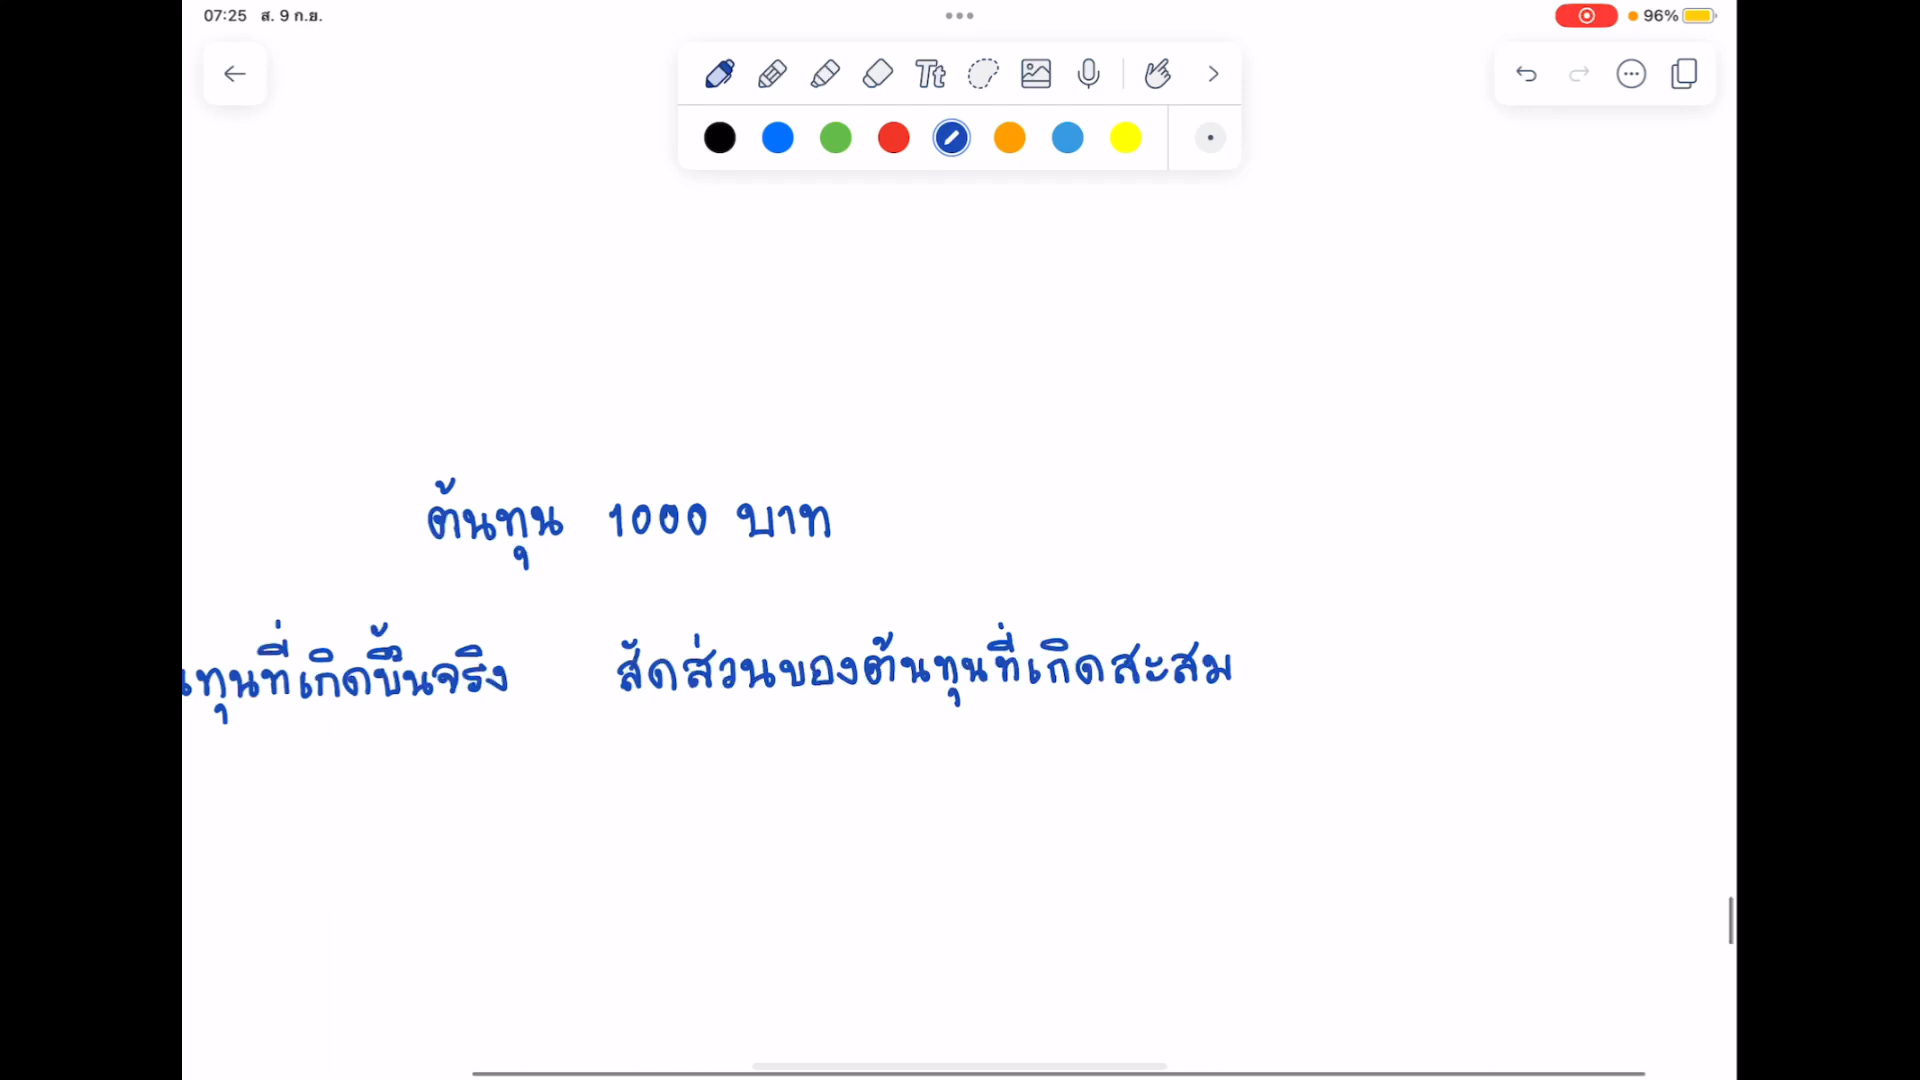 07:25 ส. 9 ก.ย. 96%
Tt
ต้นทุน 1000 บาท
นทุนที่เกิดขึ้นจริง สัดส่วนของต้นทุนที่เกิดสะสม